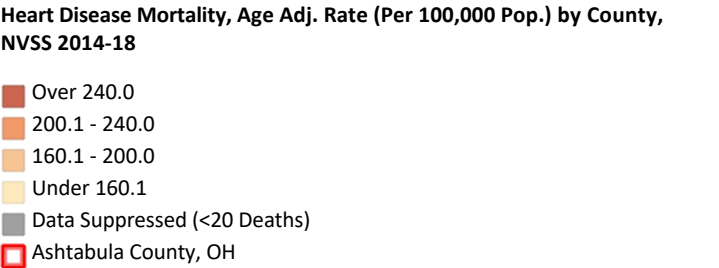 Heart Disease Mortality, Age Adj. Rate (Per 100,000 Pop.) by County,
NVSS 2014-18
Over 240.0
200.1 - 240.0
160.1 - 200.0
Under 160.1
Data Suppressed (<20 Deaths)
Ashtabula County, OH